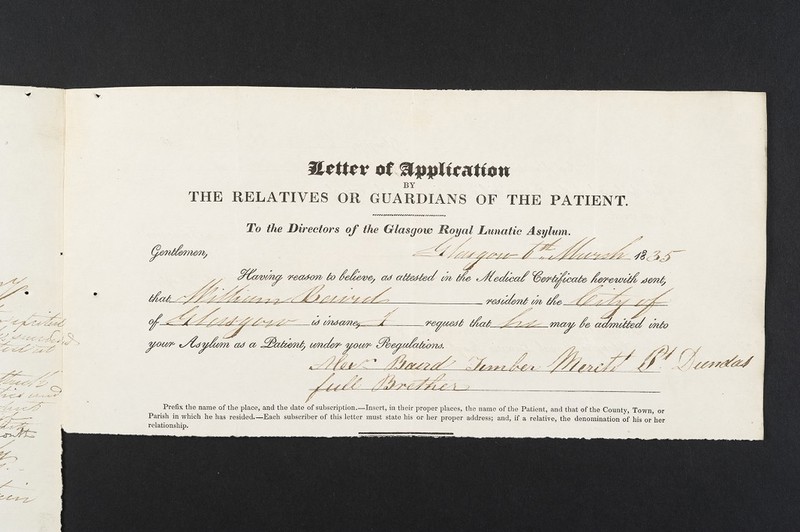 Letter of Application
BY
THE RELATIVES OR GUARDIANS OF THE PATIENT.
To the Directors of the Glasgow Royal Lunatic Asylum.
Glasgow 6th March 1835
Gentlemen,
Having reason to believe, as attested in the Medical Certificate herewith sent,
that William Baird resident in the City of
of Glasgow is insane, I request that he may be admitted into
your Asylum as a Patient, under your Regulations.
Alexr Baird Timber Mercht Pt Dundas
full Brother
Prefix the name of the place, and the date of subscription.—Insert, in their proper places, the name of the Patient, and that of the County, Town, or
Parish in which he has resided.—Each subscriber of this letter must state his or her proper address; and, if a relative, the denomination of his or her
relationship.